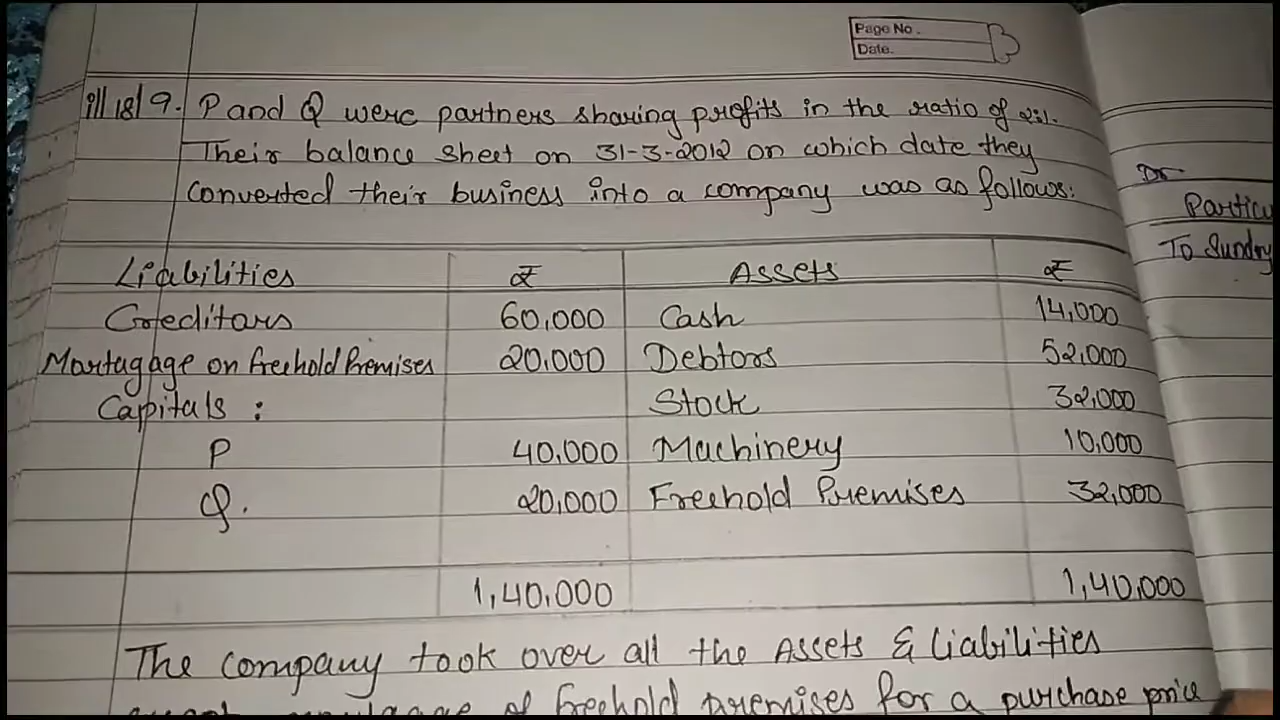 Page No.
Date.
ill 18/9. P and Q were partners sharing profits in the ratio of 2:1.
Their balance sheet on 31-3-2012 on which date they
converted their business into a company was as follows:
Liabilities ₹ Assets ₹
Creditors 60,000 Cash 14,000
Mortagage on freehold Premises 20,000 Debtors 52,000
Capitals : Stock 32,000
P 40,000 Machinery 10,000
Q. 20,000 Freehold Premises 32,000
1,40,000 1,40,000
The company took over all the Assets & liabilities
of freehold premises for a purchase price
Dr
Particu
To Sundry